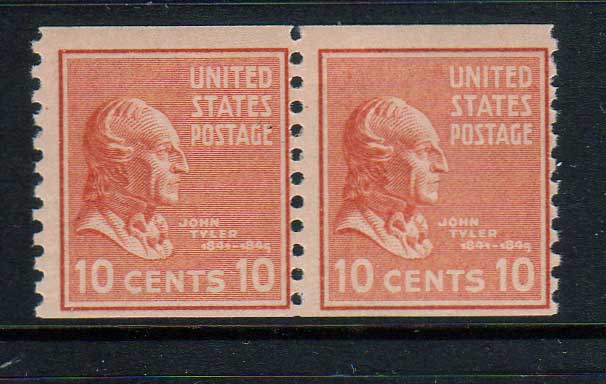 UNITED
STATES
POSTAGE
JOHN
TYLER
1841-1845
10 CENTS 10
UNITED
STATES
POSTAGE
JOHN
TYLER
1841-1845
10 CENTS 10